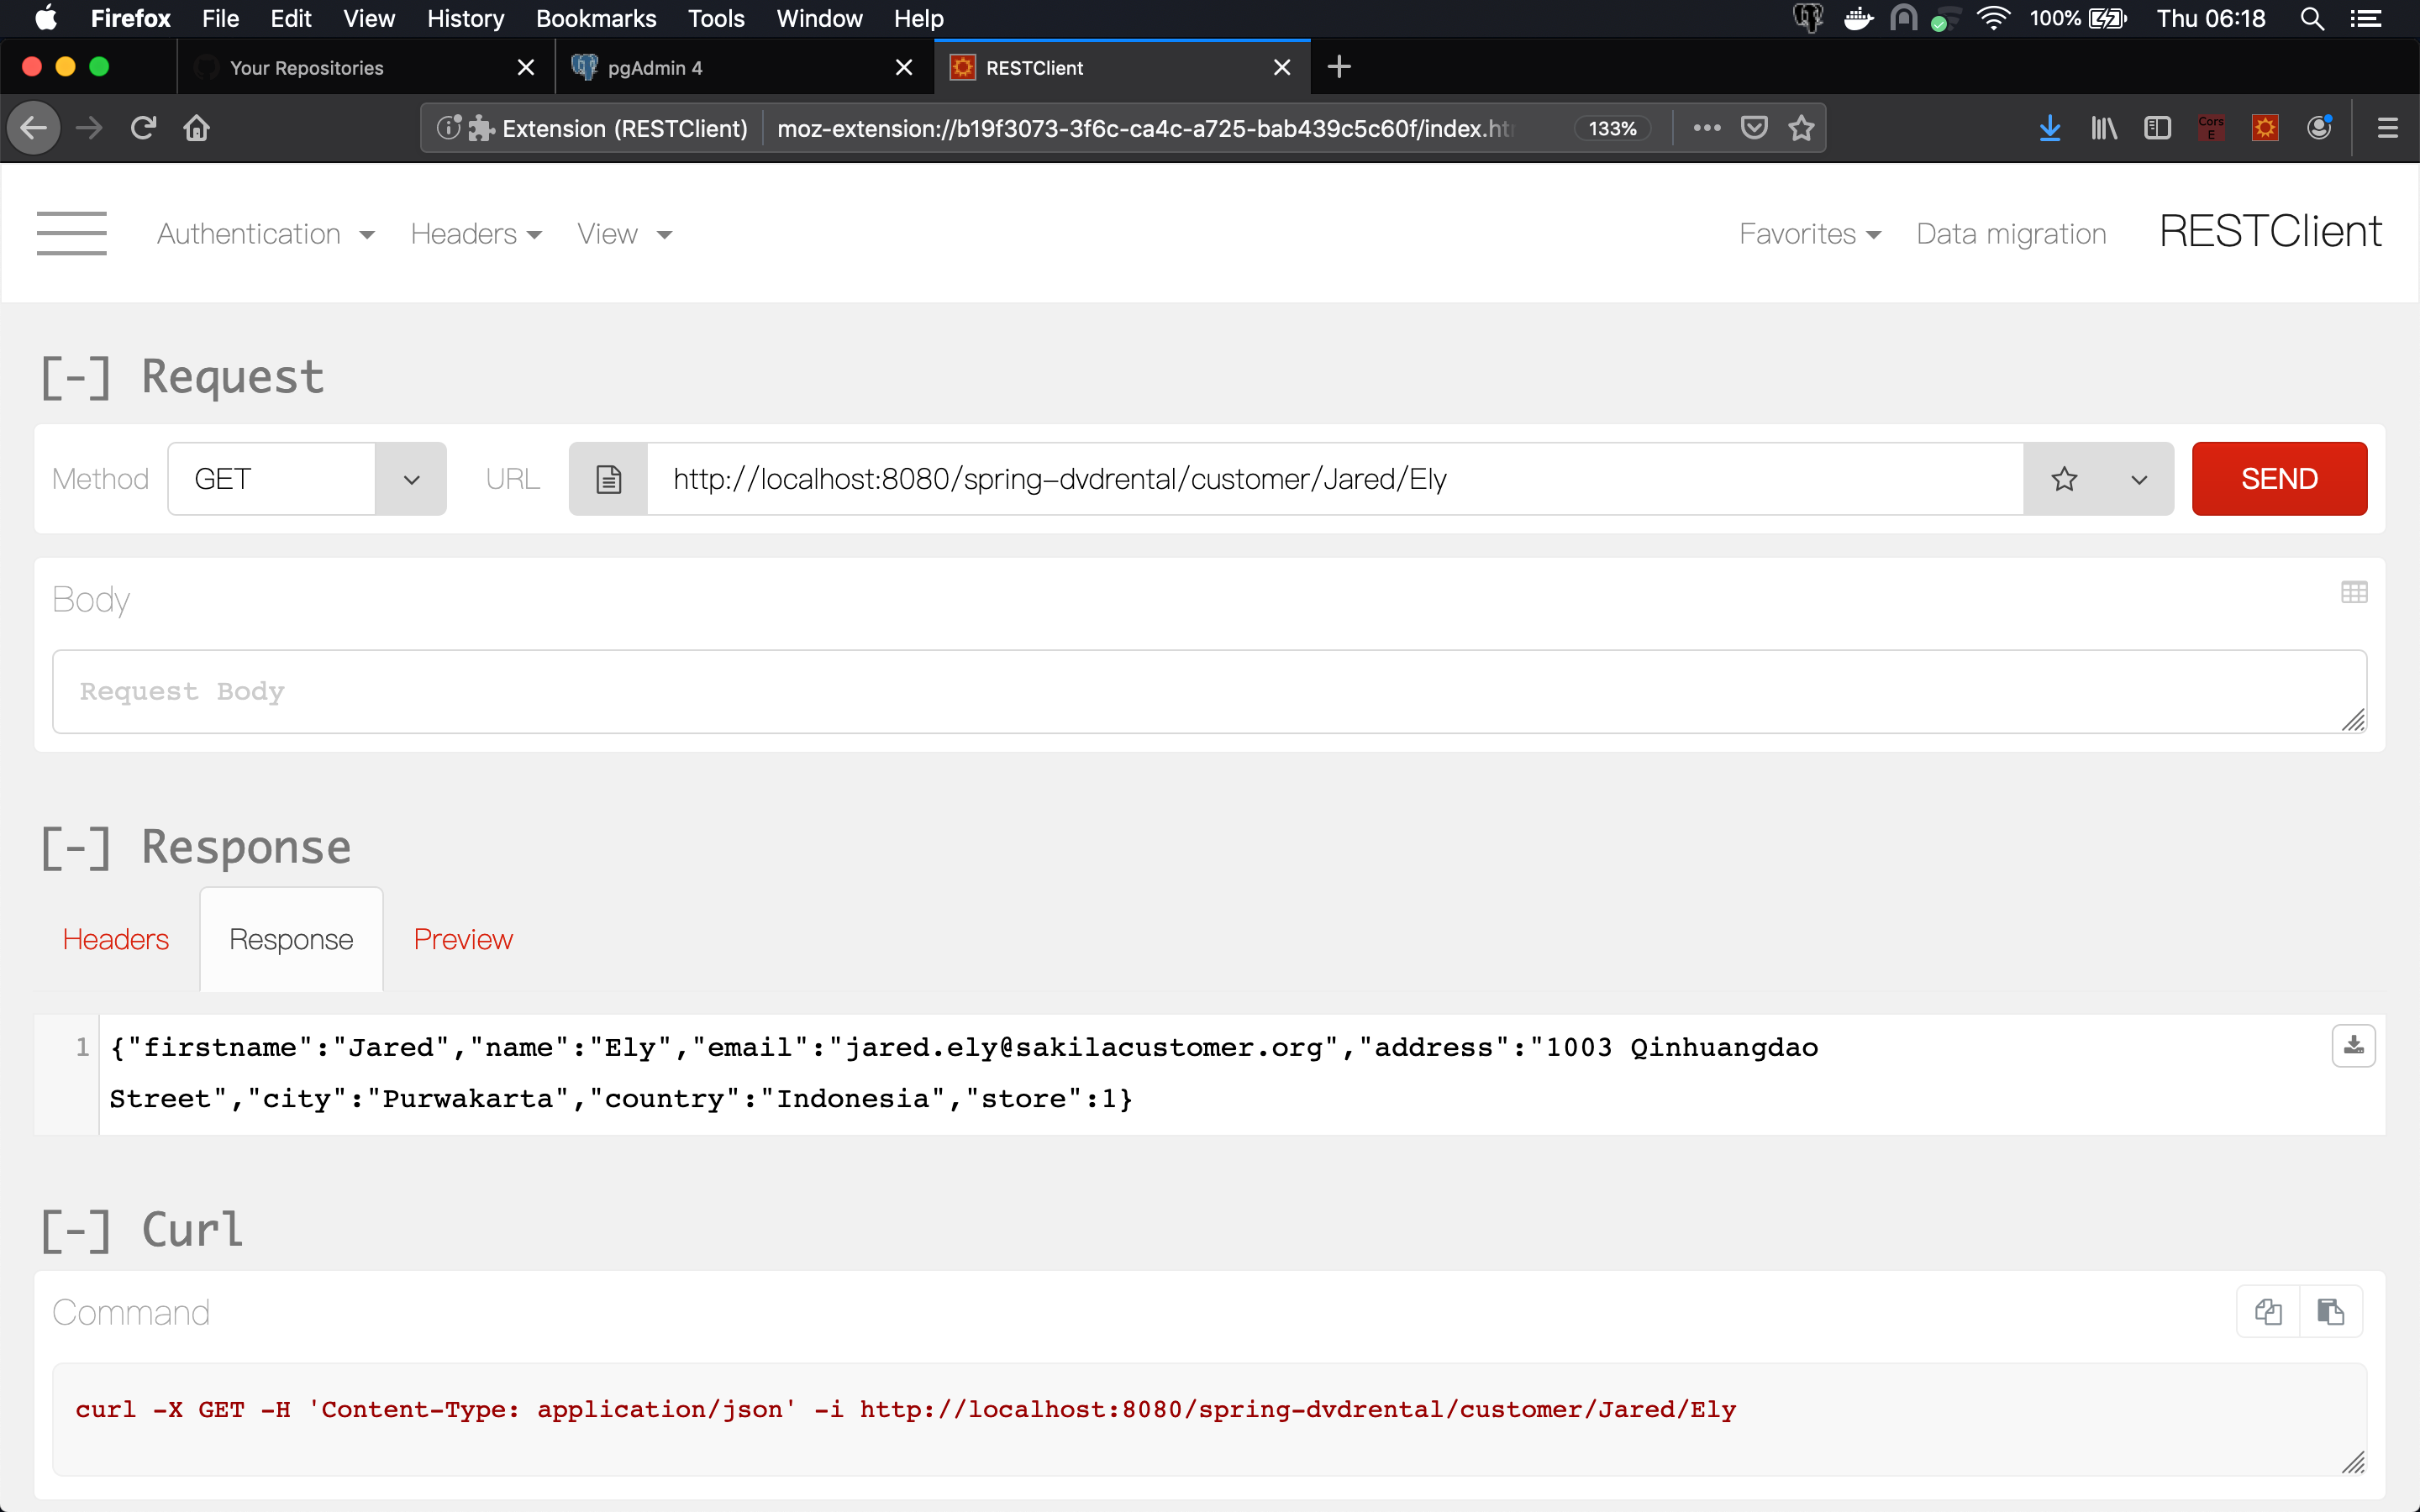 Firefox File Edit View History Bookmarks Tools Window Help 100% Thu 06:18
Your Repositories pgAdmin 4 RESTClient
Extension (RESTClient) moz-extension://b19f3073-3f6c-ca4c-a725-bab439c5c60f/index.ht 133% Cors E
Authentication Headers View Favorites Data migration RESTClient
[-] Request
Method GET URL http://localhost:8080/spring-dvdrental/customer/Jared/Ely SEND
Body
Request Body
[-] Response
Headers Response Preview
1 {"firstname":"Jared","name":"Ely","email":"jared.ely@sakilacustomer.org","address":"1003 Qinhuangdao
Street","city":"Purwakarta","country":"Indonesia","store":1}
[-] Curl
Command
curl -X GET -H 'Content-Type: application/json' -i http://localhost:8080/spring-dvdrental/customer/Jared/Ely